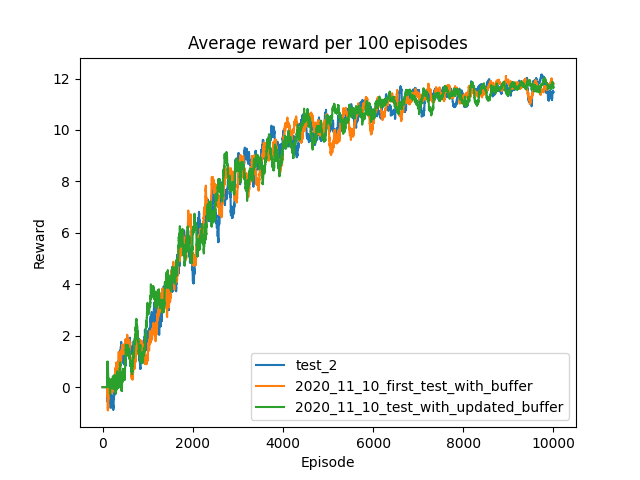 Average reward per 100 episodes
12
10
8
6
4
2
0
Reward
test_2
2020_11_10_first_test_with_buffer
2020_11_10_test_with_updated_buffer
0 2000 4000 6000 8000 10000
Episode